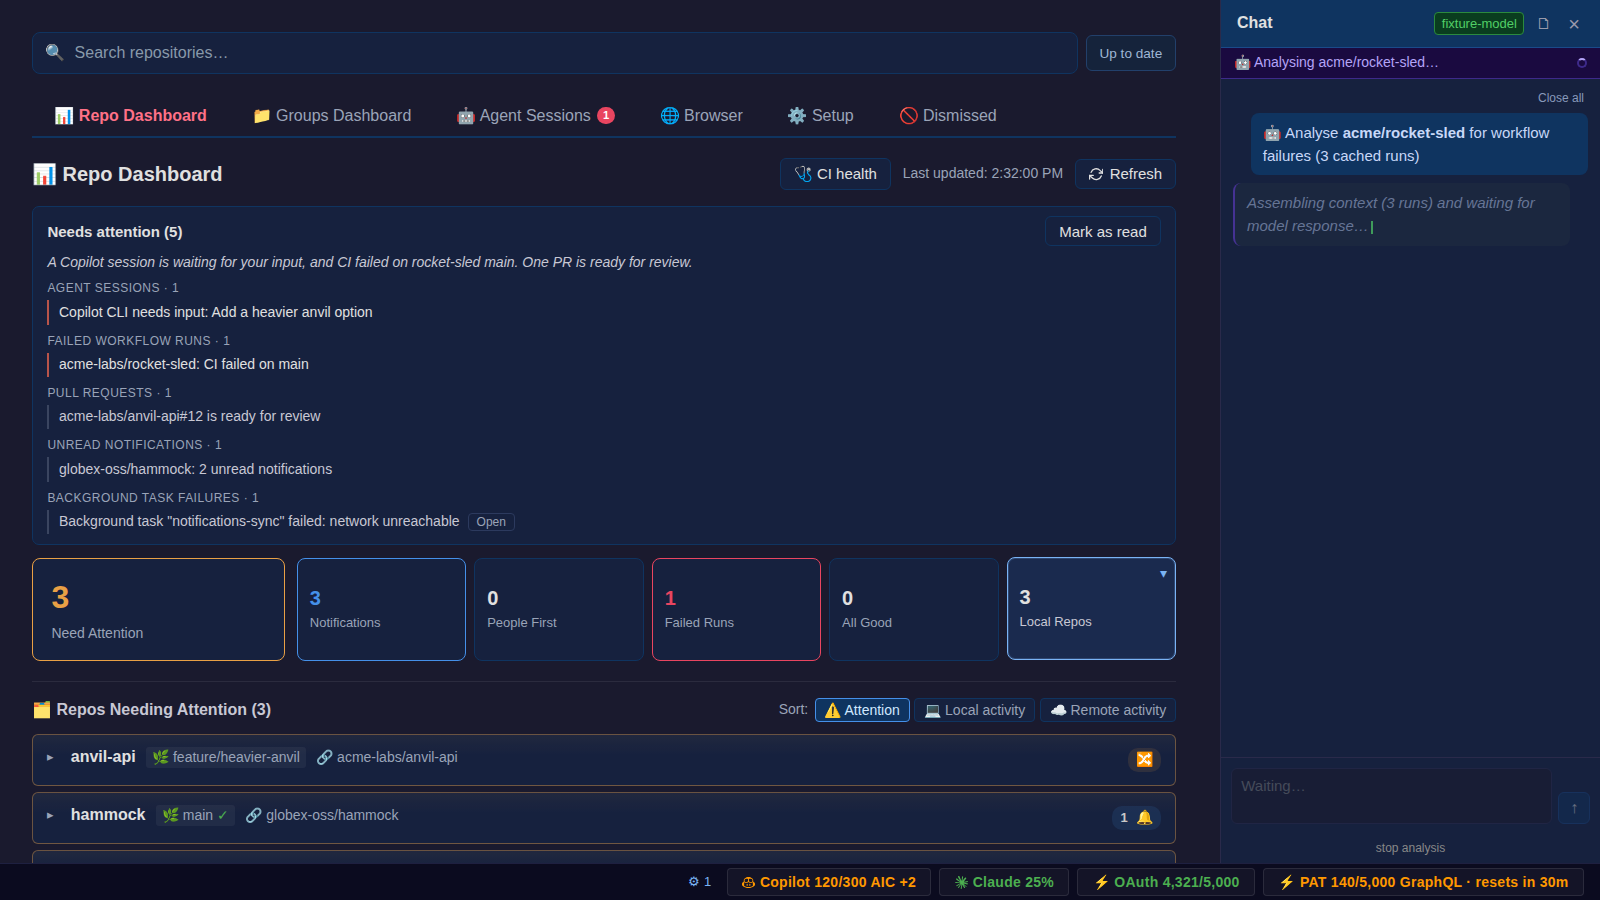 Search repositories…
Up to date
Repo Dashboard
Groups Dashboard
Agent Sessions 1
Browser
Setup
Dismissed
Repo Dashboard
CI health
Last updated: 2:32:00 PM
Refresh
Needs attention (5)
Mark as read
A Copilot session is waiting for your input, and CI failed on rocket-sled main. One PR is ready for review.
AGENT SESSIONS · 1
Copilot CLI needs input: Add a heavier anvil option
FAILED WORKFLOW RUNS · 1
acme-labs/rocket-sled: CI failed on main
PULL REQUESTS · 1
acme-labs/anvil-api#12 is ready for review
UNREAD NOTIFICATIONS · 1
globex-oss/hammock: 2 unread notifications
BACKGROUND TASK FAILURES · 1
Background task "notifications-sync" failed: network unreachable Open
3
Need Attention
3
Notifications
0
People First
1
Failed Runs
0
All Good
3
Local Repos
Repos Needing Attention (3)
Sort: Attention Local activity Remote activity
anvil-api feature/heavier-anvil acme-labs/anvil-api
hammock main ✓ globex-oss/hammock 1
Chat
fixture-model
Analysing acme/rocket-sled…
Close all
Analyse acme/rocket-sled for workflow
failures (3 cached runs)
Assembling context (3 runs) and waiting for
model response…
Waiting…
stop analysis
1
Copilot 120/300 AIC +2
Claude 25%
OAuth 4,321/5,000
PAT 140/5,000 GraphQL · resets in 30m